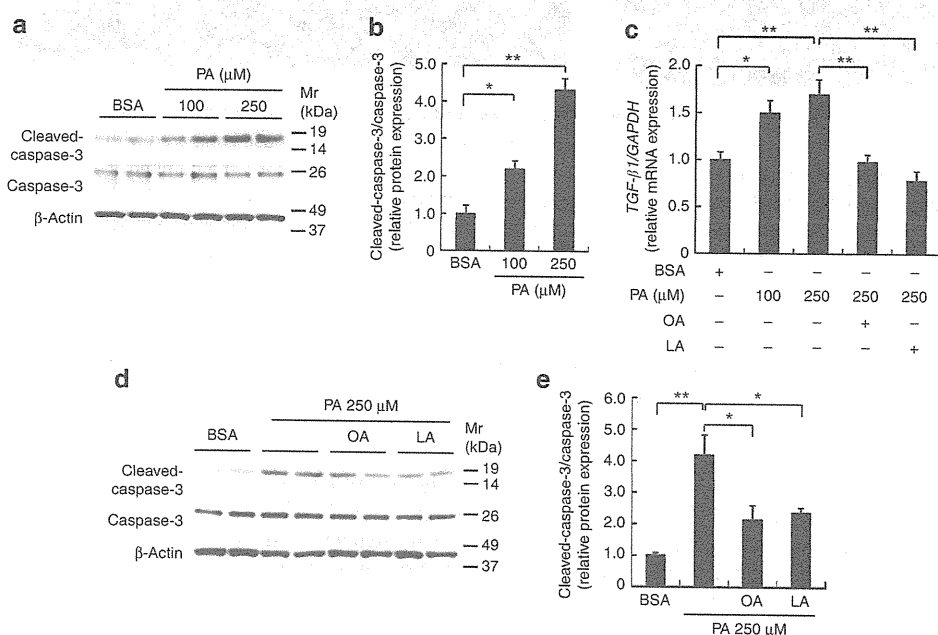 a
PA (μM)
BSA 100 250 Mr
(kDa)
Cleaved-
caspase-3
19
14
Caspase-3
26
β-Actin
49
37
b
Cleaved-caspase-3/caspase-3
(relative protein expression)
5.0
4.0
3.0
2.0
1.0
0
**
*
BSA 100 250
PA (μM)
c
TGF-β1/GAPDH
(relative mRNA expression)
2.0
1.5
1.0
0.5
0
** **
* **
BSA + – – – –
PA (μM) – 100 250 250 250
OA – – – + –
LA – – – – +
d
PA 250 μM
BSA OA LA Mr
(kDa)
Cleaved-
caspase-3
19
14
Caspase-3
26
β-Actin
49
37
e
Cleaved-caspase-3/caspase-3
(relative protein expression)
6.0
5.0
4.0
3.0
2.0
1.0
0
** *
*
BSA OA LA
PA 250 μM